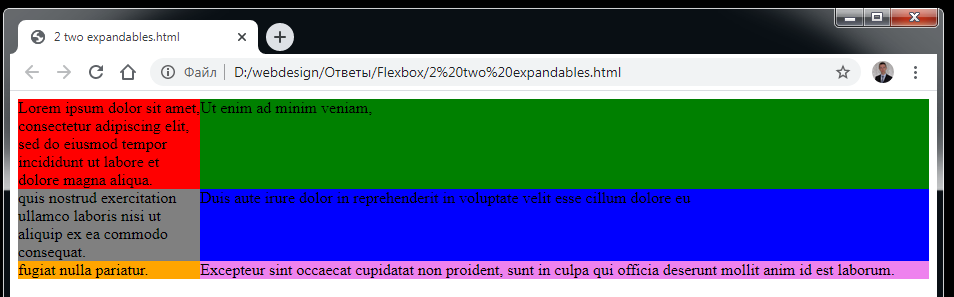 2 two expandables.html
Файл D:/webdesign/Ответы/Flexbox/2%20two%20expandables.html
Lorem ipsum dolor sit amet,
consectetur adipiscing elit,
sed do eiusmod tempor
incididunt ut labore et
dolore magna aliqua.
Ut enim ad minim veniam,
quis nostrud exercitation
ullamco laboris nisi ut
aliquip ex ea commodo
consequat.
Duis aute irure dolor in reprehenderit in voluptate velit esse cillum dolore eu
fugiat nulla pariatur.
Excepteur sint occaecat cupidatat non proident, sunt in culpa qui officia deserunt mollit anim id est laborum.